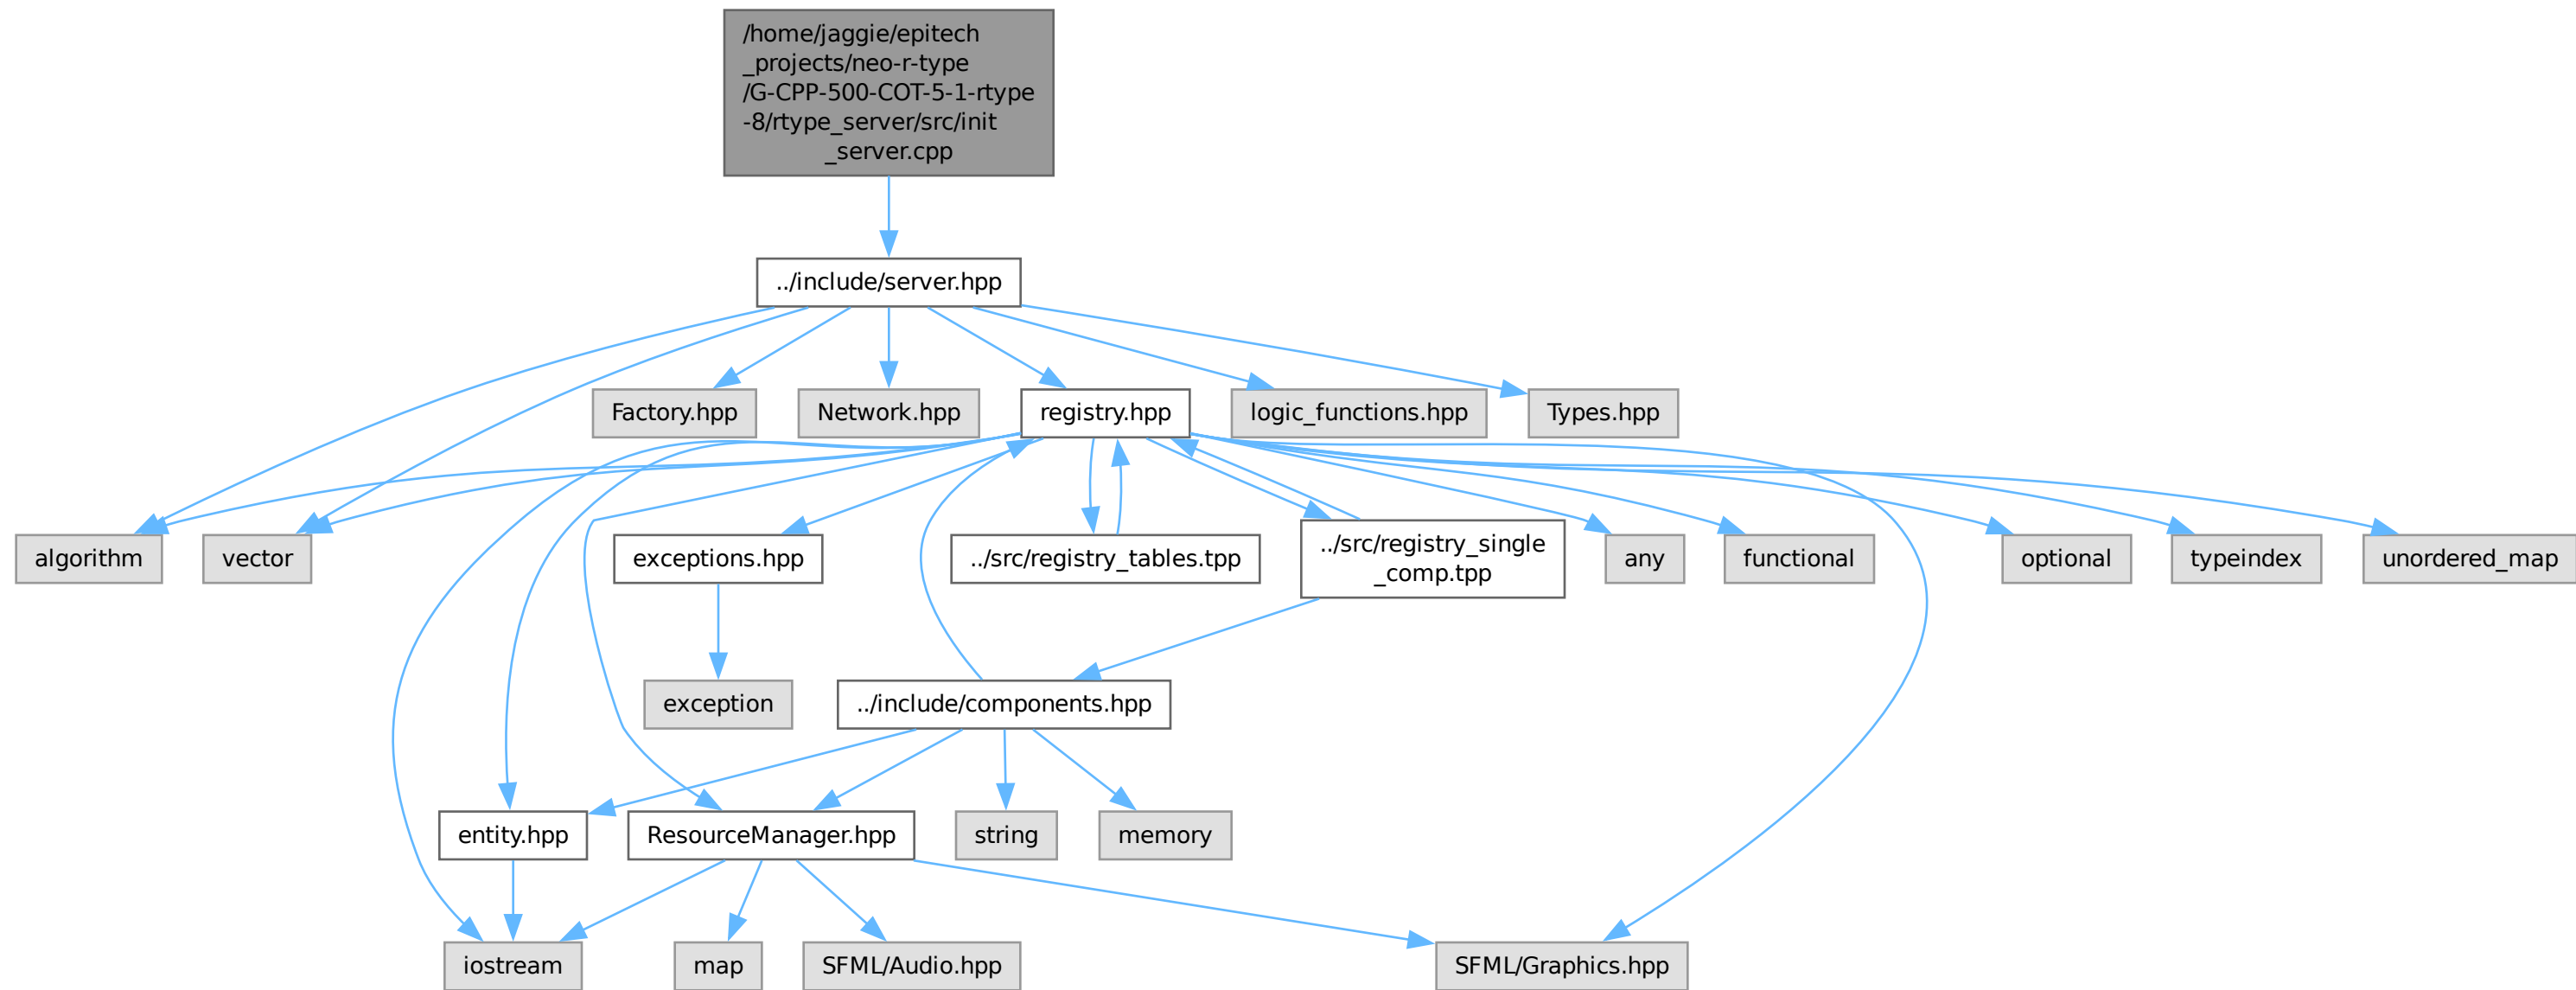 /home/jaggie/epitech
_projects/neo-r-type
/G-CPP-500-COT-5-1-rtype
-8/rtype_server/src/init
_server.cpp
../include/server.hpp
Factory.hpp
Network.hpp
registry.hpp
logic_functions.hpp
Types.hpp
algorithm
vector
exceptions.hpp
../src/registry_tables.tpp
../src/registry_single
_comp.tpp
any
functional
optional
typeindex
unordered_map
exception
../include/components.hpp
entity.hpp
ResourceManager.hpp
string
memory
iostream
map
SFML/Audio.hpp
SFML/Graphics.hpp